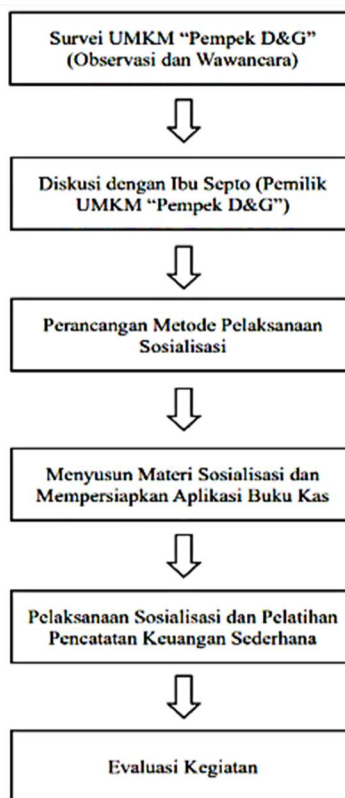 Survei UMKM “Pempek D&G”
(Observasi dan Wawancara)
Diskusi dengan Ibu Septo (Pemilik
UMKM “Pempek D&G”)
Perancangan Metode Pelaksanaan
Sosialisasi
Menyusun Materi Sosialisasi dan
Mempersiapkan Aplikasi Buku Kas
Pelaksanaan Sosialisasi dan Pelatihan
Pencatatan Keuangan Sederhana
Evaluasi Kegiatan